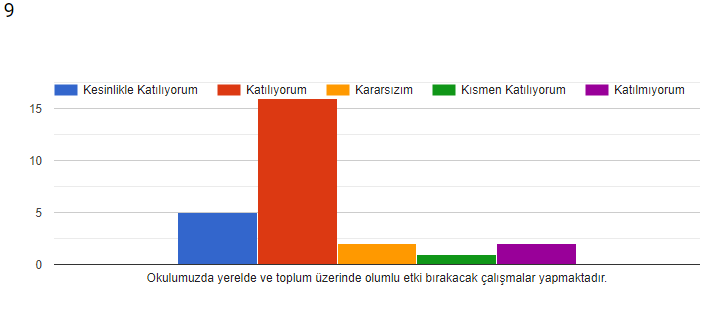 9
Kesinlikle Katılıyorum Katılıyorum Kararsızım Kısmen Katılıyorum Katılmıyorum
15
10
5
0
Okulumuzda yerelde ve toplum üzerinde olumlu etki bırakacak çalışmalar yapmaktadır.